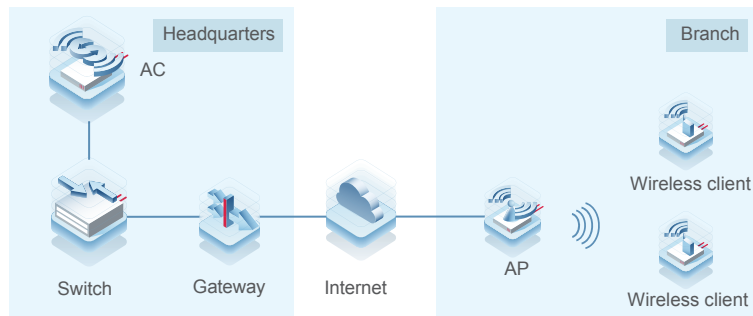 Headquarters
Branch
AC
Wireless client
AP
Switch
Gateway
Internet
Wireless client